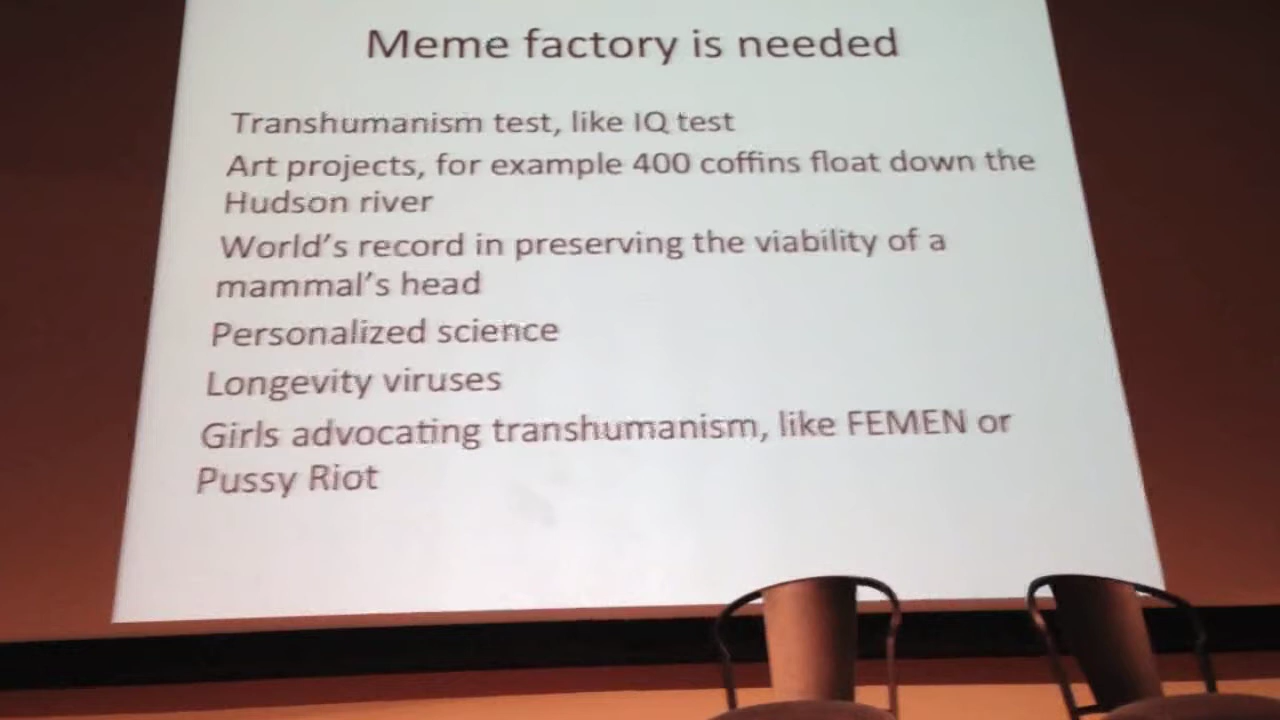 Meme factory is needed
Transhumanism test, like IQ test
Art projects, for example 400 coffins float down the
Hudson river
World's record in preserving the viability of a
mammal's head
Personalized science
Longevity viruses
Girls advocating transhumanism, like FEMEN or
Pussy Riot